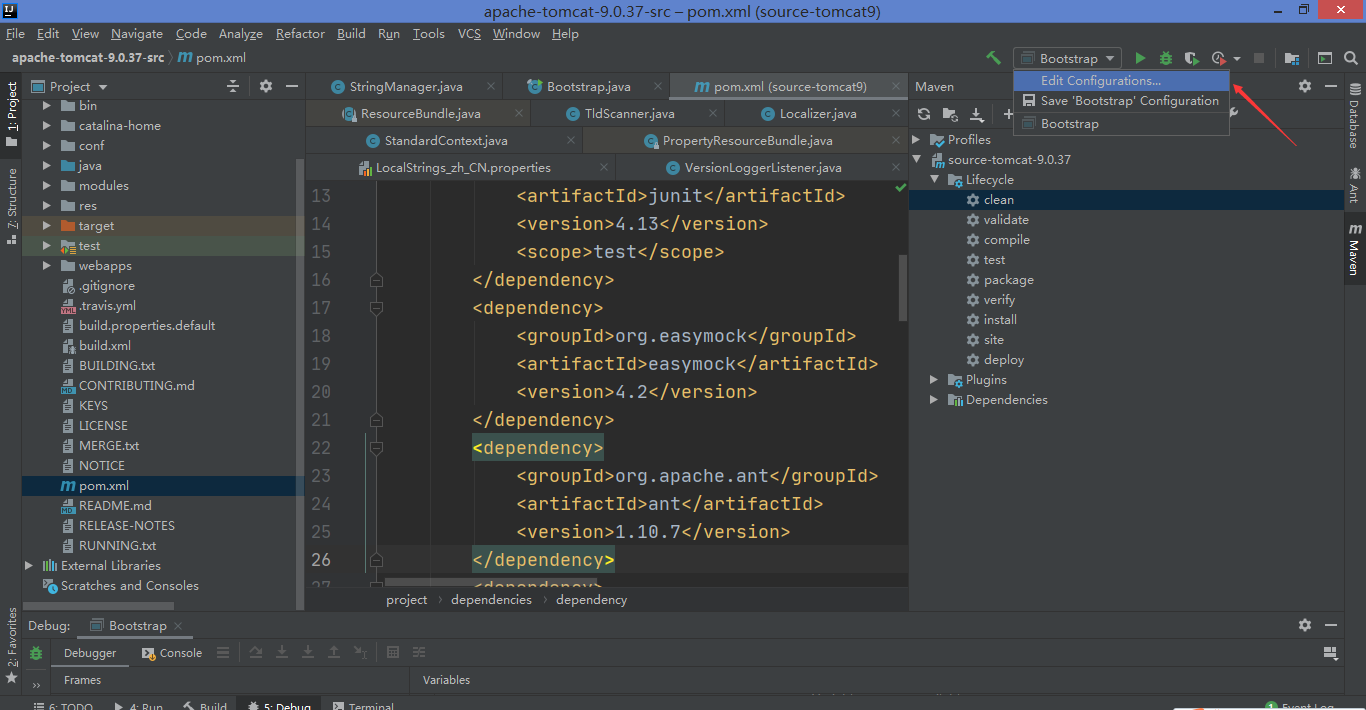 apache-tomcat-9.0.37-src – pom.xml (source-tomcat9)
File Edit View Navigate Code Analyze Refactor Build Run Tools VCS Window Help
apache-tomcat-9.0.37-src pom.xml
Bootstrap
Edit Configurations...
Save 'Bootstrap' Configuration
Bootstrap
1: Project
7: Structure
2: Favorites
Project
bin
catalina-home
conf
java
modules
res
target
test
webapps
.gitignore
.travis.yml
build.properties.default
build.xml
BUILDING.txt
CONTRIBUTING.md
KEYS
LICENSE
MERGE.txt
NOTICE
pom.xml
README.md
RELEASE-NOTES
RUNNING.txt
External Libraries
Scratches and Consoles
StringManager.java Bootstrap.java pom.xml (source-tomcat9)
ResourceBundle.java TldScanner.java Localizer.java
StandardContext.java PropertyResourceBundle.java
LocalStrings_zh_CN.properties VersionLoggerListener.java
13 <artifactId>junit</artifactId>
14 <version>4.13</version>
15 <scope>test</scope>
16 </dependency>
17 <dependency>
18 <groupId>org.easymock</groupId>
19 <artifactId>easymock</artifactId>
20 <version>4.2</version>
21 </dependency>
22 <dependency>
23 <groupId>org.apache.ant</groupId>
24 <artifactId>ant</artifactId>
25 <version>1.10.7</version>
26 </dependency>
27 <dependency>
project dependencies dependency
Maven
Profiles
source-tomcat-9.0.37
Lifecycle
clean
validate
compile
test
package
verify
install
site
deploy
Plugins
Dependencies
Database
Ant
Maven
Debug: Bootstrap
Debugger Console
Frames Variables
6: TODO 4: Run Build 5: Debug Terminal 1 Event Log